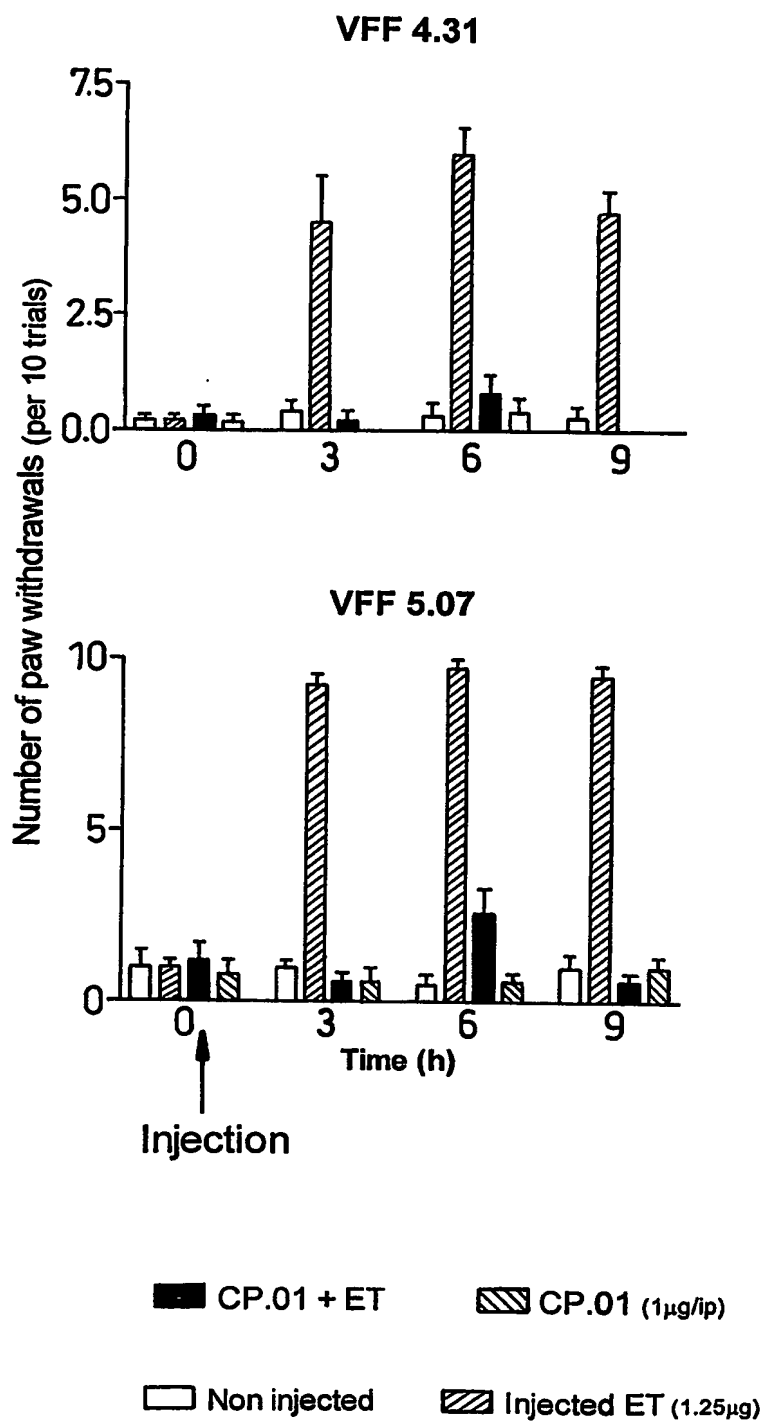 VFF 4.31
Number of paw withdrawals (per 10 trials)
7.5
5.0
2.5
0.0
0 3 6 9
VFF 5.07
10
5
0
0 3 6 9
Time (h)
Injection
CP.01 + ET
CP.01 (1µg/ip)
Non injected
Injected ET (1.25µg)